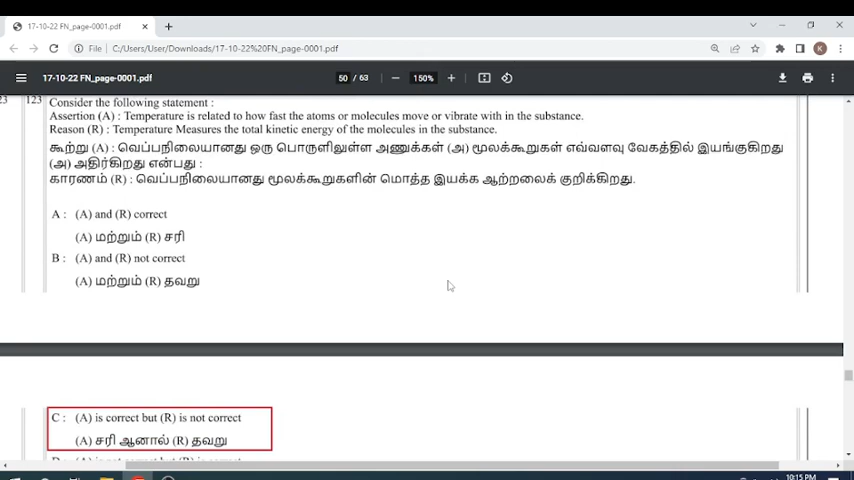 17-10-22 FN_page-0001.pdf
File | C:/Users/User/Downloads/17-10-22%20FN_page-0001.pdf
K
17-10-22 FN_page-0001.pdf
50 / 63
150%
23 123 Consider the following statement :
Assertion (A) : Temperature is related to how fast the atoms or molecules move or vibrate with in the substance.
Reason (R) : Temperature Measures the total kinetic energy of the molecules in the substance.
கூற்று (A) : வெப்பநிலையானது ஒரு பொருளிலுள்ள அணுக்கள் (அ) மூலக்கூறுகள் எவ்வளவு வேகத்தில் இயங்குகிறது
(அ) அதிர்கிறது என்பது :
காரணம் (R) : வெப்பநிலையானது மூலக்கூறுகளின் மொத்த இயக்க ஆற்றலைக் குறிக்கிறது.
A : (A) and (R) correct
(A) மற்றும் (R) சரி
B : (A) and (R) not correct
(A) மற்றும் (R) தவறு
C : (A) is correct but (R) is not correct
(A) சரி ஆனால் (R) தவறு
10:15 PM